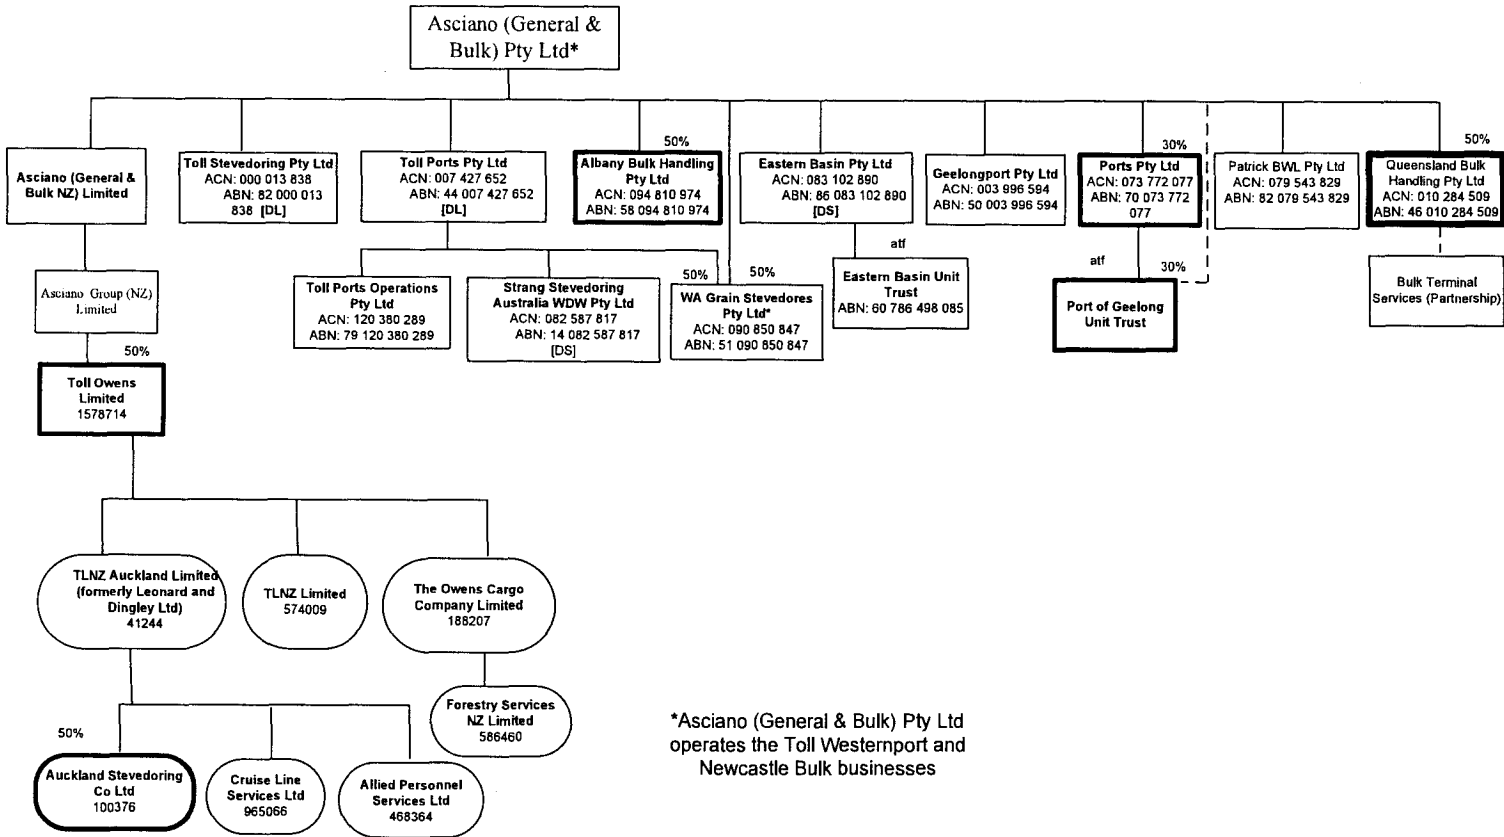 Asciano (General &
Bulk) Pty Ltd*
Asciano (General &
Bulk NZ) Limited
Toll Stevedoring Pty Ltd
ACN: 000 013 838
ABN: 82 000 013
838 [DL]
Toll Ports Pty Ltd
ACN: 007 427 652
ABN: 44 007 427 652
[DL]
50%
Albany Bulk Handling
Pty Ltd
ACN: 094 810 974
ABN: 58 094 810 974
Eastern Basin Pty Ltd
ACN: 083 102 890
ABN: 86 083 102 890
[DS]
Geelongport Pty Ltd
ACN: 003 996 594
ABN: 50 003 996 594
30%
Ports Pty Ltd
ACN: 073 772 077
ABN: 70 073 772
077
Patrick BWL Pty Ltd
ACN: 079 543 829
ABN: 82 079 543 829
50%
Queensland Bulk
Handling Pty Ltd
ACN: 010 284 509
ABN: 46 010 284 509
Asciano Group (NZ)
Limited
Toll Ports Operations
Pty Ltd
ACN: 120 380 289
ABN: 79 120 380 289
Strang Stevedoring
Australia WDW Pty Ltd
ACN: 082 587 817
ABN: 14 082 587 817
[DS]
50%
50%
WA Grain Stevedores
Pty Ltd*
ACN: 090 850 847
ABN: 51 090 850 847
atf
Eastern Basin Unit
Trust
ABN: 60 786 498 085
atf
30%
Port of Geelong
Unit Trust
Bulk Terminal
Services (Partnership)
50%
Toll Owens
Limited
1578714
TLNZ Auckland Limited
(formerly Leonard and
Dingley Ltd)
41244
TLNZ Limited
574009
The Owens Cargo
Company Limited
188207
Forestry Services
NZ Limited
586460
50%
Auckland Stevedoring
Co Ltd
100376
Cruise Line
Services Ltd
965066
Allied Personnel
Services Ltd
468364
*Asciano (General & Bulk) Pty Ltd
operates the Toll Westernport and
Newcastle Bulk businesses